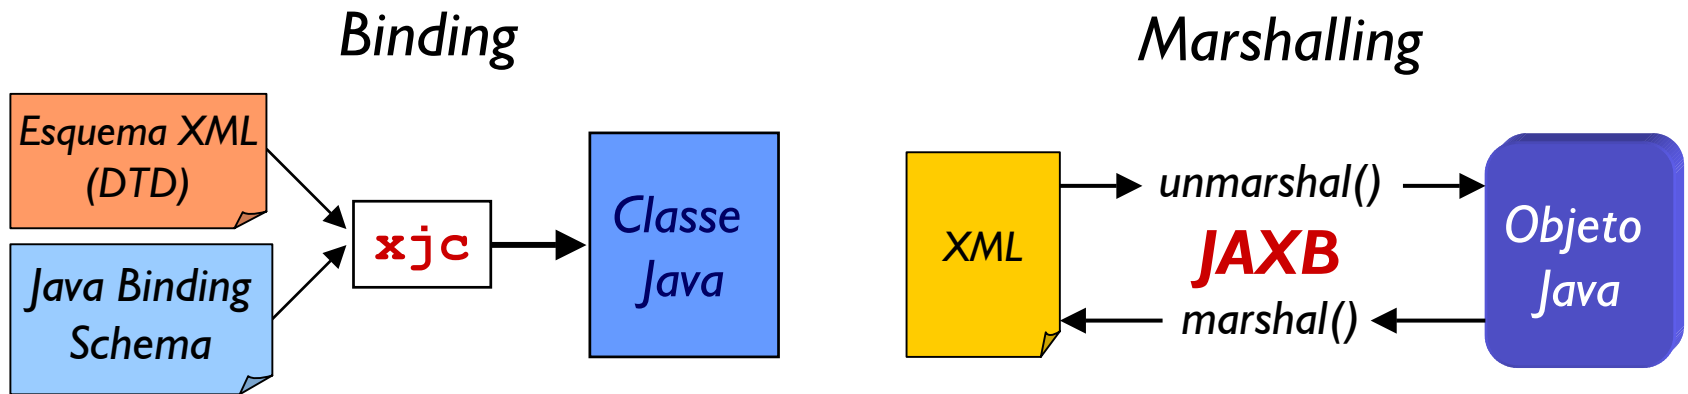 Binding
Esquema XML
(DTD)
Java Binding
Schema
xjc
Classe
Java
Marshalling
XML
unmarshal()
JAXB
marshal()
Objeto
Java